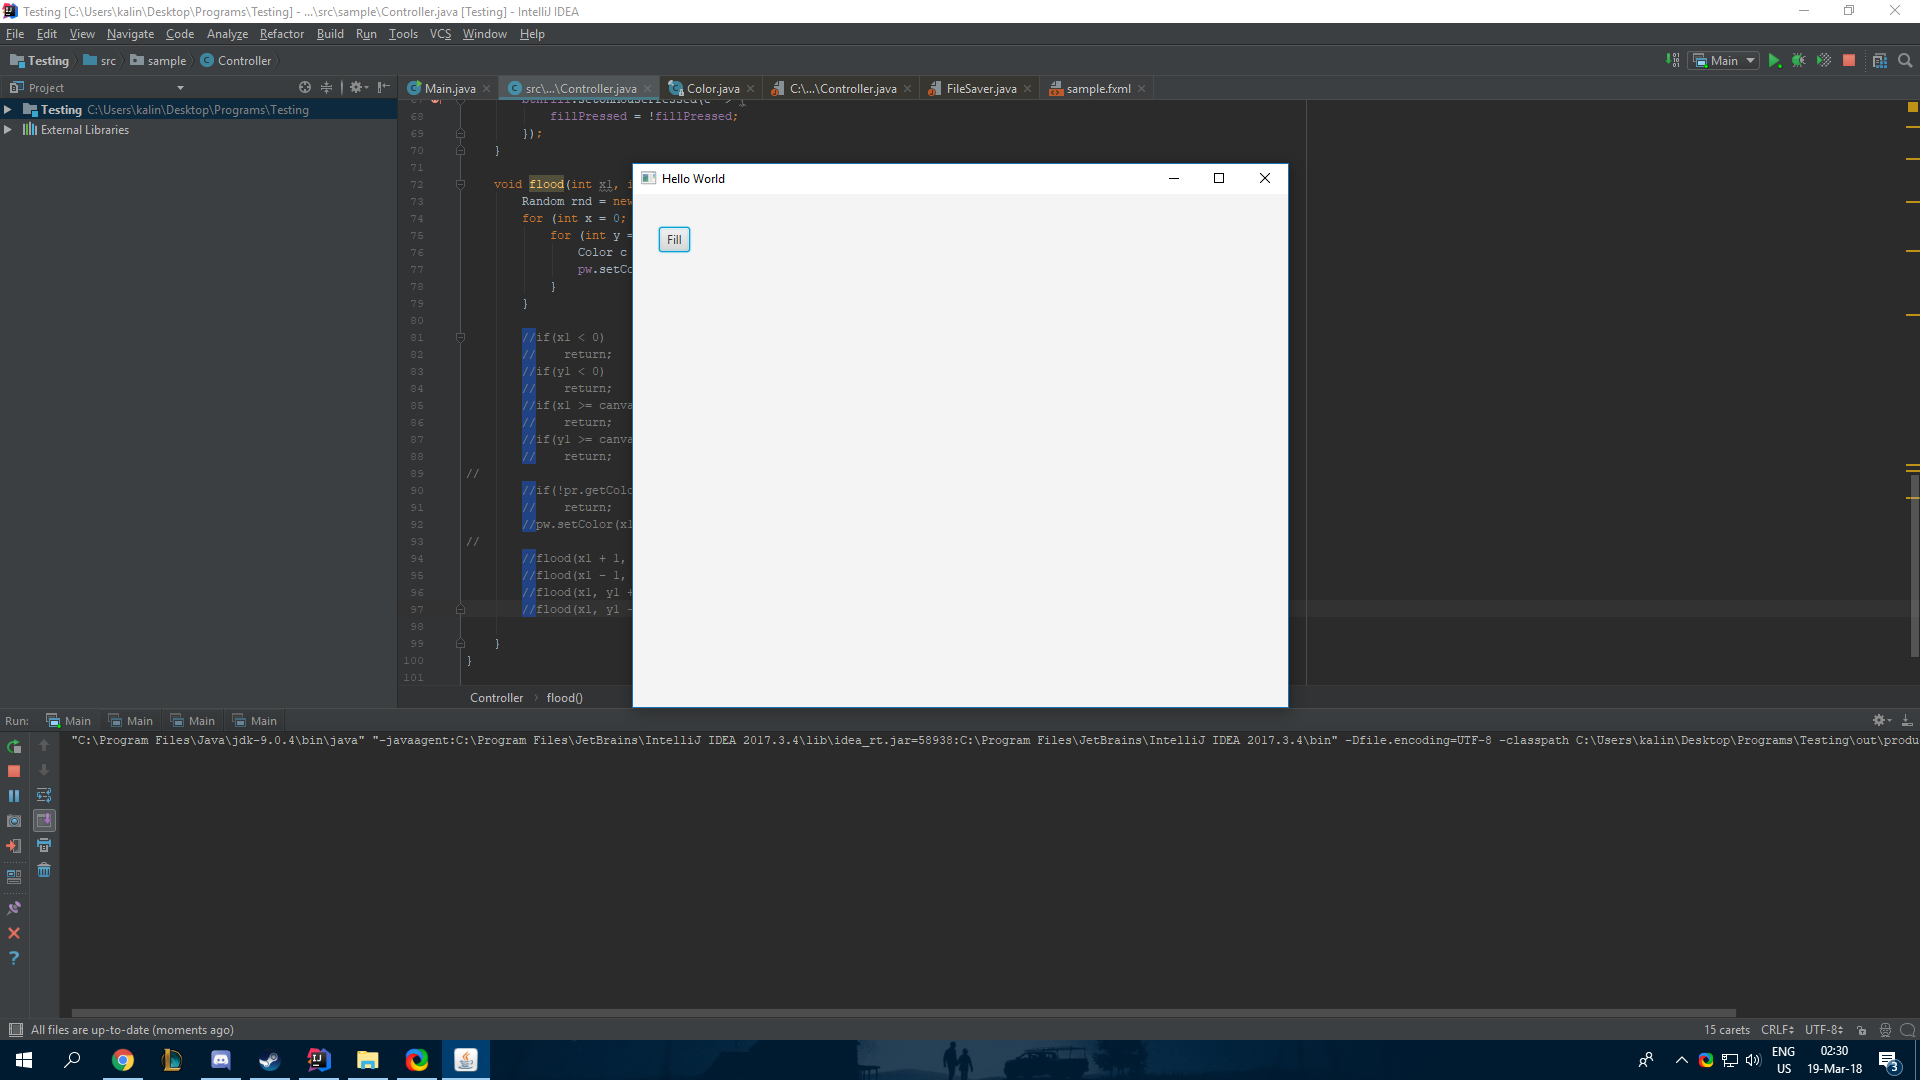 Testing [C:\Users\kalin\Desktop\Programs\Testing] - ...\src\sample\Controller.java [Testing] - IntelliJ IDEA
File Edit View Navigate Code Analyze Refactor Build Run Tools VCS Window Help
Testing src sample Controller Main
Project Main.java src\...\Controller.java Color.java C:\...\Controller.java FileSaver.java sample.fxml
Testing C:\Users\kalin\Desktop\Programs\Testing
External Libraries
68 fillPressed = !fillPressed;
69 });
70 }
71
72 void flood(int x1,
73 Random rnd = new
74 for (int x = 0;
75 for (int y =
76 Color c
77 pw.setCo
78 }
79 }
80
81 //if(x1 < 0)
82 // return;
83 //if(y1 < 0)
84 // return;
85 //if(x1 >= canva
86 // return;
87 //if(y1 >= canva
88 // return;
89 //
90 //if(!pr.getColo
91 // return;
92 //pw.setColor(x1
93 //
94 //flood(x1 + 1,
95 //flood(x1 - 1,
96 //flood(x1, y1 +
97 //flood(x1, y1 -
98
99 }
100 }
101
Controller flood()
Hello World
Fill
Run: Main Main Main Main
"C:\Program Files\Java\jdk-9.0.4\bin\java" "-javaagent:C:\Program Files\JetBrains\IntelliJ IDEA 2017.3.4\lib\idea_rt.jar=58938:C:\Program Files\JetBrains\IntelliJ IDEA 2017.3.4\bin" -Dfile.encoding=UTF-8 -classpath C:\Users\kalin\Desktop\Programs\Testing\out\produ
All files are up-to-date (moments ago) 15 carets CRLF UTF-8
ENG 02:30
US 19-Mar-18 3